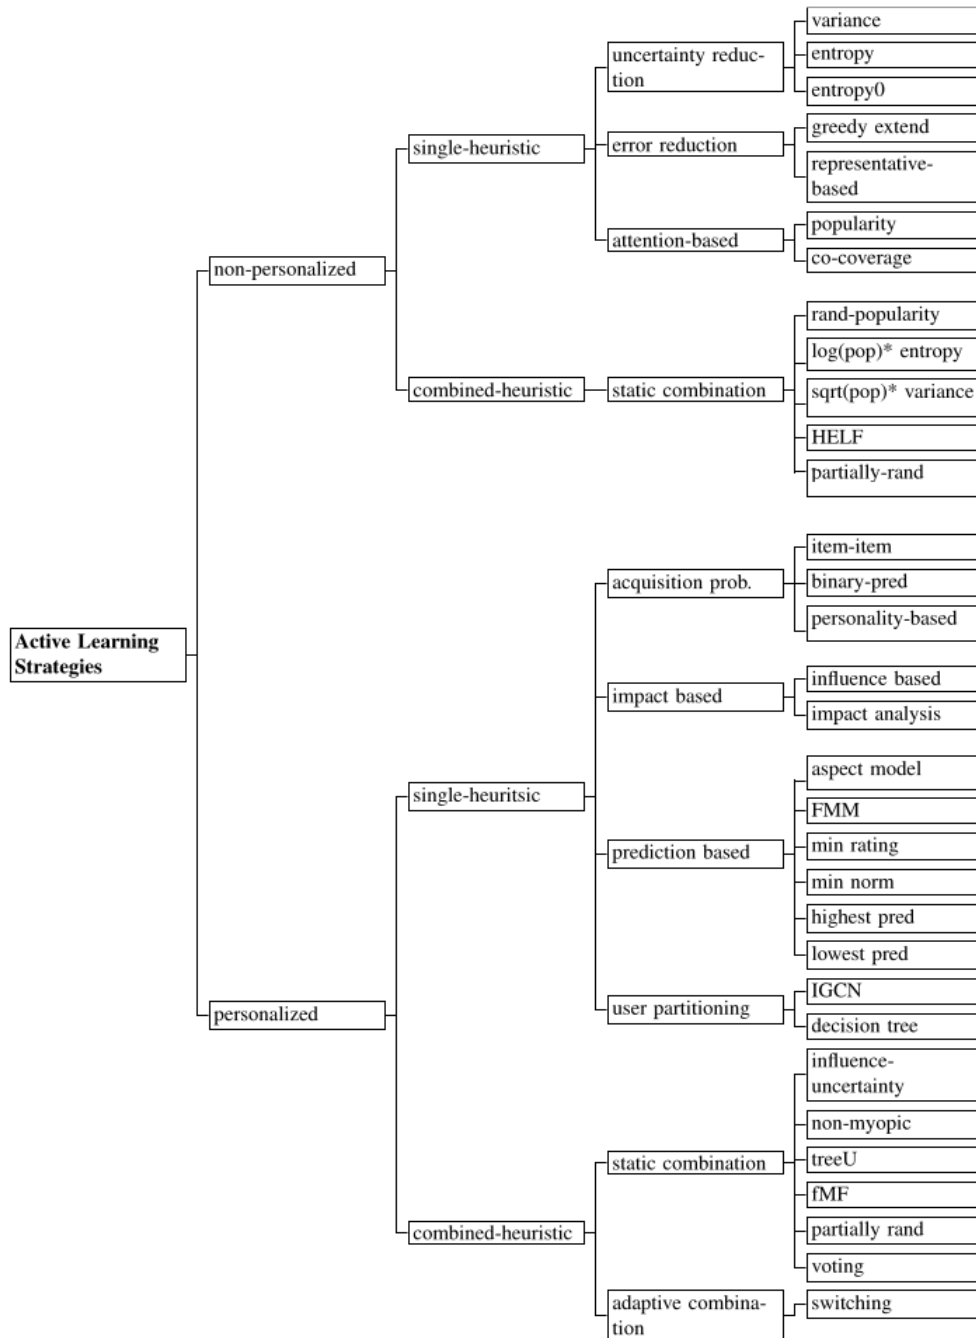 variance
uncertainty reduc-
tion
entropy
entropy0
single-heuristic
error reduction
greedy extend
representative-
based
attention-based
popularity
co-coverage
non-personalized
combined-heuristic
static combination
rand-popularity
log(pop)* entropy
sqrt(pop)* variance
HELF
partially-rand
Active Learning
Strategies
acquisition prob.
item-item
binary-pred
personality-based
impact based
influence based
impact analysis
single-heuritsic
prediction based
aspect model
FMM
min rating
min norm
highest pred
lowest pred
user partitioning
IGCN
decision tree
personalized
static combination
influence-
uncertainty
non-myopic
treeU
fMF
partially rand
voting
combined-heuristic
adaptive combina-
tion
switching